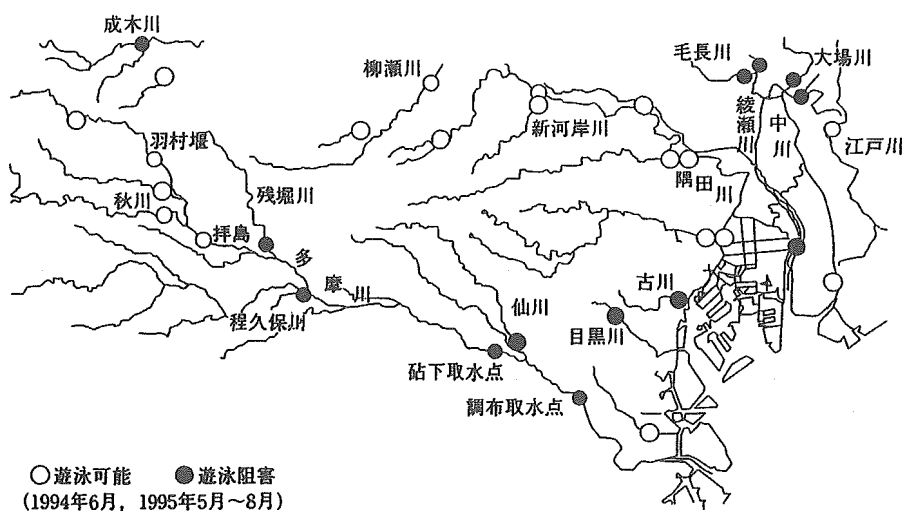 成木川
柳瀬川
毛長川
大場川
新河岸川
綾瀬川
中川
江戸川
羽村堰
秋川
残堀川
隅田川
拝島
多摩川
古川
仙川
目黒川
程久保川
砧下取水点
調布取水点
○遊泳可能 ●遊泳阻害
(1994年6月，1995年5月～8月)